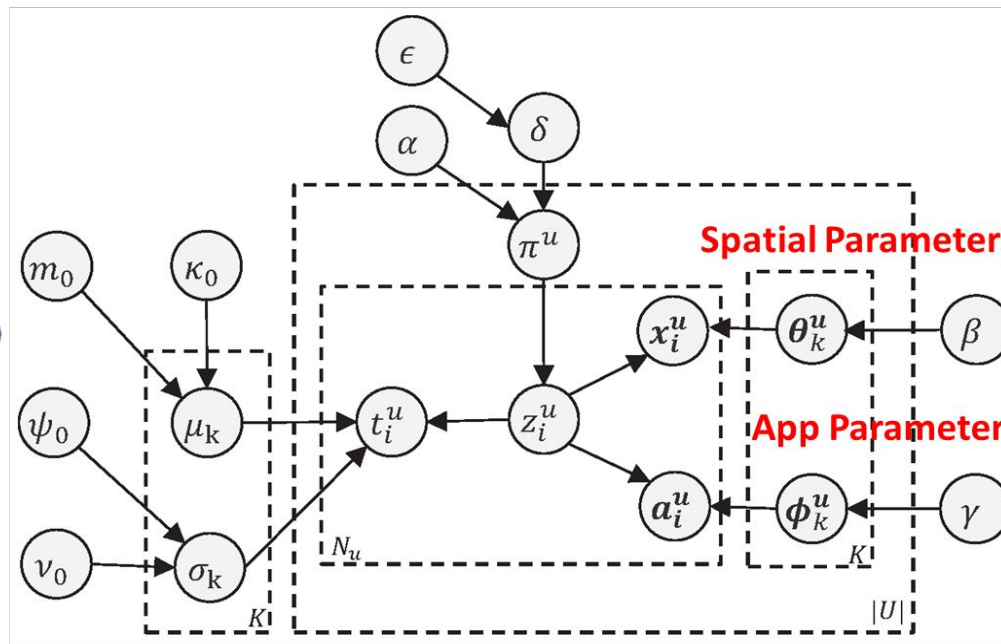 ϵ
δ
α
π^u
Spatial Parameter
m_0
κ_0
x_i^u
θ_k^u
β
ψ_0
μ_k
t_i^u
z_i^u
App Parameter
a_i^u
ϕ_k^u
γ
ν_0
σ_k
N_u
K
K
|U|